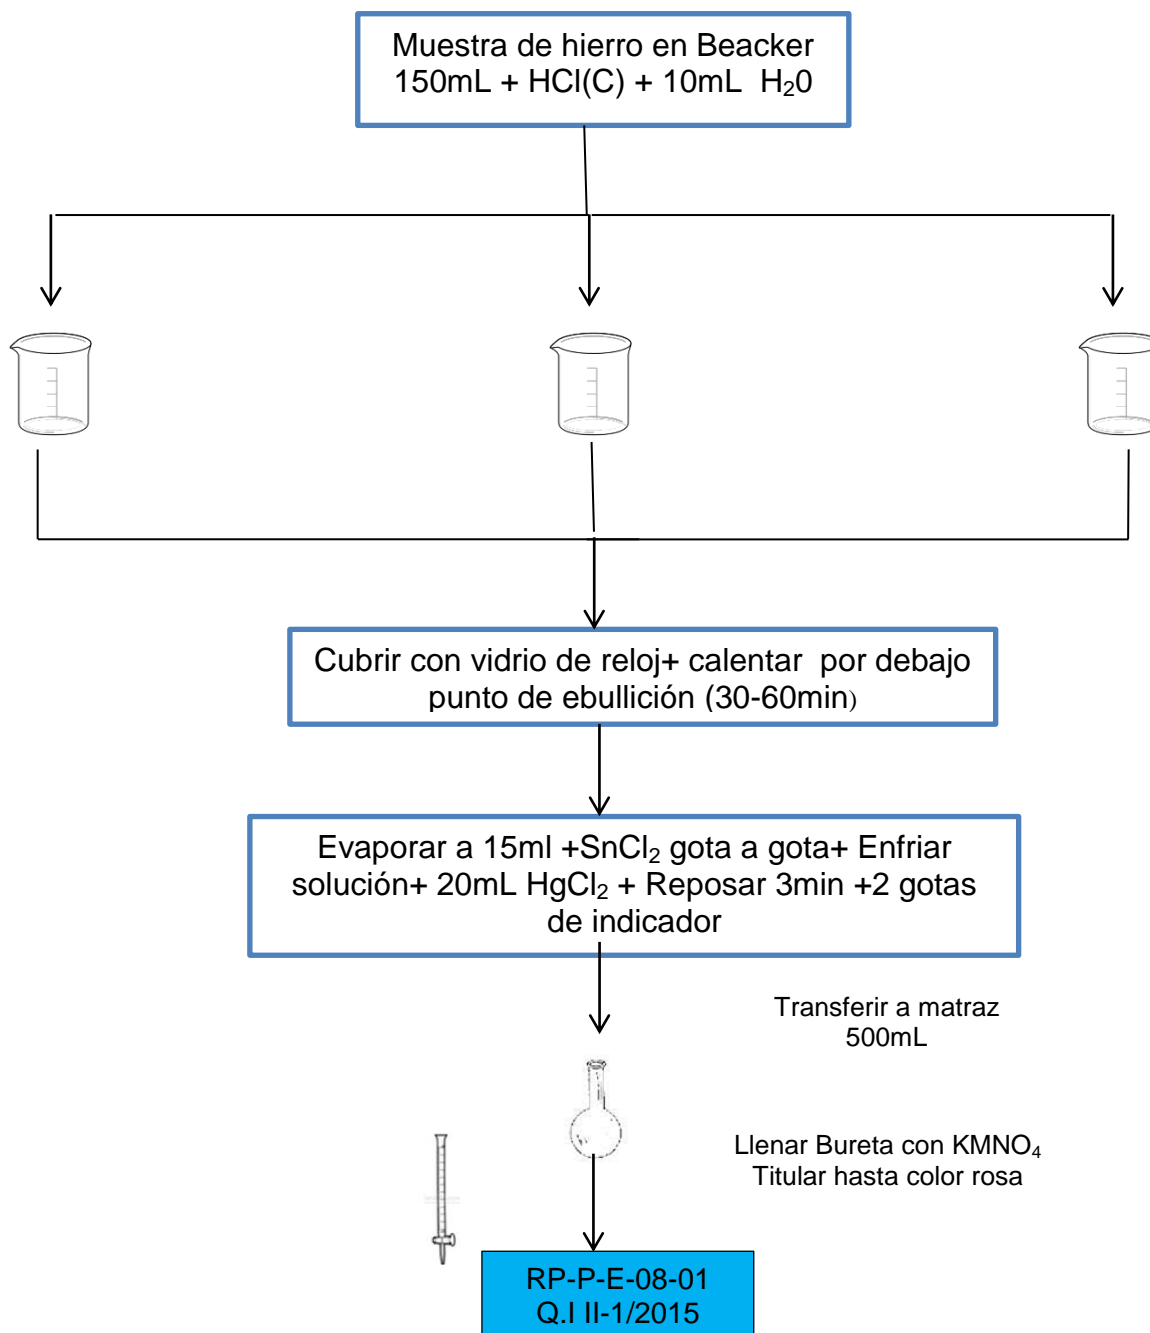 Muestra de hierro en Beacker
150mL + HCl(C) + 10mL H₂0
Cubrir con vidrio de reloj+ calentar por debajo
punto de ebullición (30-60min)
Evaporar a 15ml +SnCl₂ gota a gota+ Enfriar
solución+ 20mL HgCl₂ + Reposar 3min +2 gotas
de indicador
Transferir a matraz
500mL
Llenar Bureta con KMNO₄
Titular hasta color rosa
RP-P-E-08-01
Q.I II-1/2015